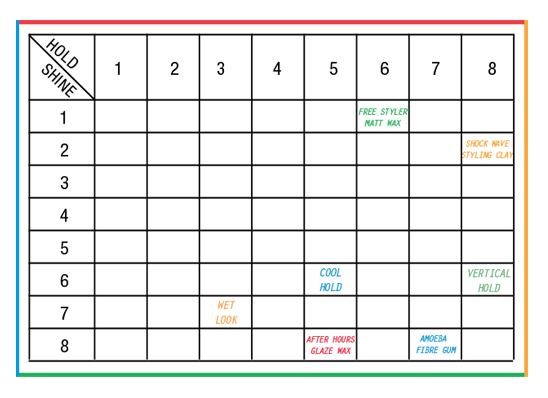 HOLD
SHINE
1 2 3 4 5 6 7 8
1
FREE STYLER
MATT WAX
2
SHOCK WAVE
STYLING CLAY
3
4
5
6
COOL
HOLD
VERTICAL
HOLD
7
WET
LOOK
8
AFTER HOURS
GLAZE WAX
AMOEBA
FIBRE GUM